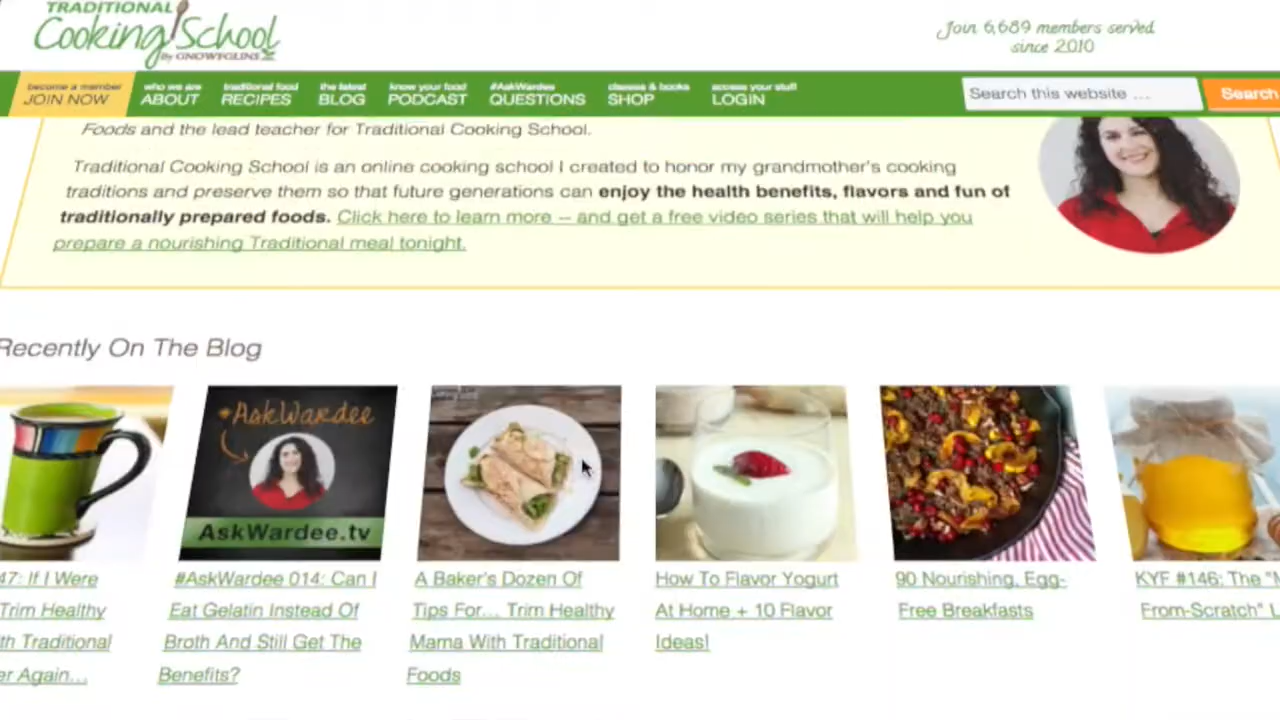 TRADITIONAL
Cooking School
By GNOWFGLINS
Join 6,689 members served
since 2010
become a member
JOIN NOW
who we are
ABOUT
traditional food
RECIPES
the latest
BLOG
know your food
PODCAST
#AskWardee
QUESTIONS
classes & books
SHOP
access your stuff
LOGIN
Search this website ...
Search
Foods and the lead teacher for Traditional Cooking School.
Traditional Cooking School is an online cooking school I created to honor my grandmother's cooking
traditions and preserve them so that future generations can enjoy the health benefits, flavors and fun of
traditionally prepared foods. Click here to learn more – and get a free video series that will help you
prepare a nourishing Traditional meal tonight.
Recently On The Blog
#AskWardee
AskWardee.tv
47: If I Were
Trim Healthy
th Traditional
er Again...
#AskWardee 014: Can I
Eat Gelatin Instead Of
Broth And Still Get The
Benefits?
A Baker's Dozen Of
Tips For... Trim Healthy
Mama With Traditional
Foods
How To Flavor Yogurt
At Home + 10 Flavor
Ideas!
90 Nourishing, Egg-
Free Breakfasts
KYF #146: The "
From-Scratch" L